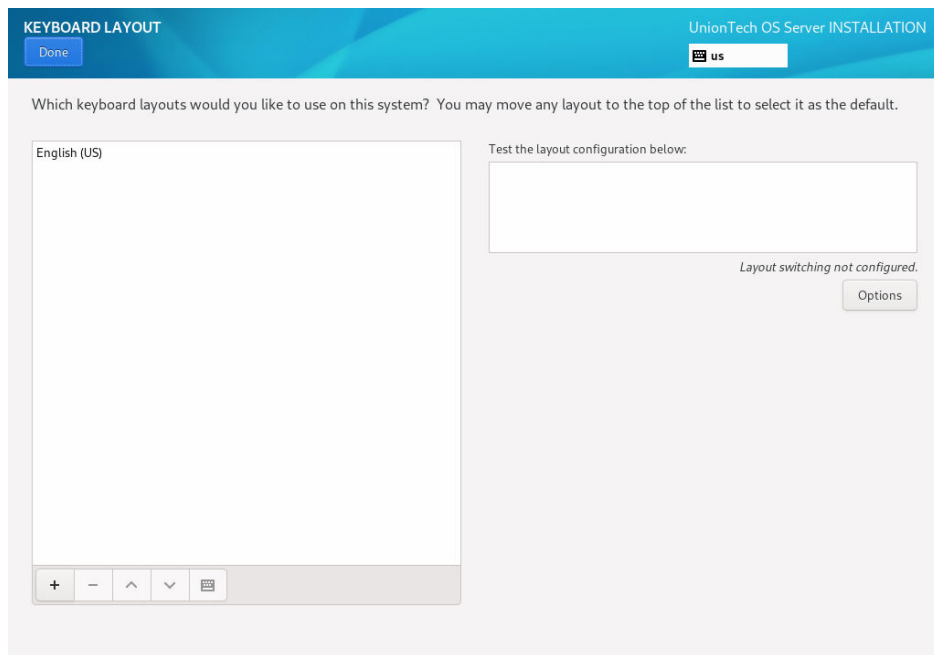 KEYBOARD LAYOUT
UnionTech OS Server INSTALLATION
Done
us
Which keyboard layouts would you like to use on this system? You may move any layout to the top of the list to select it as the default.
English (US)
Test the layout configuration below:
Layout switching not configured.
Options